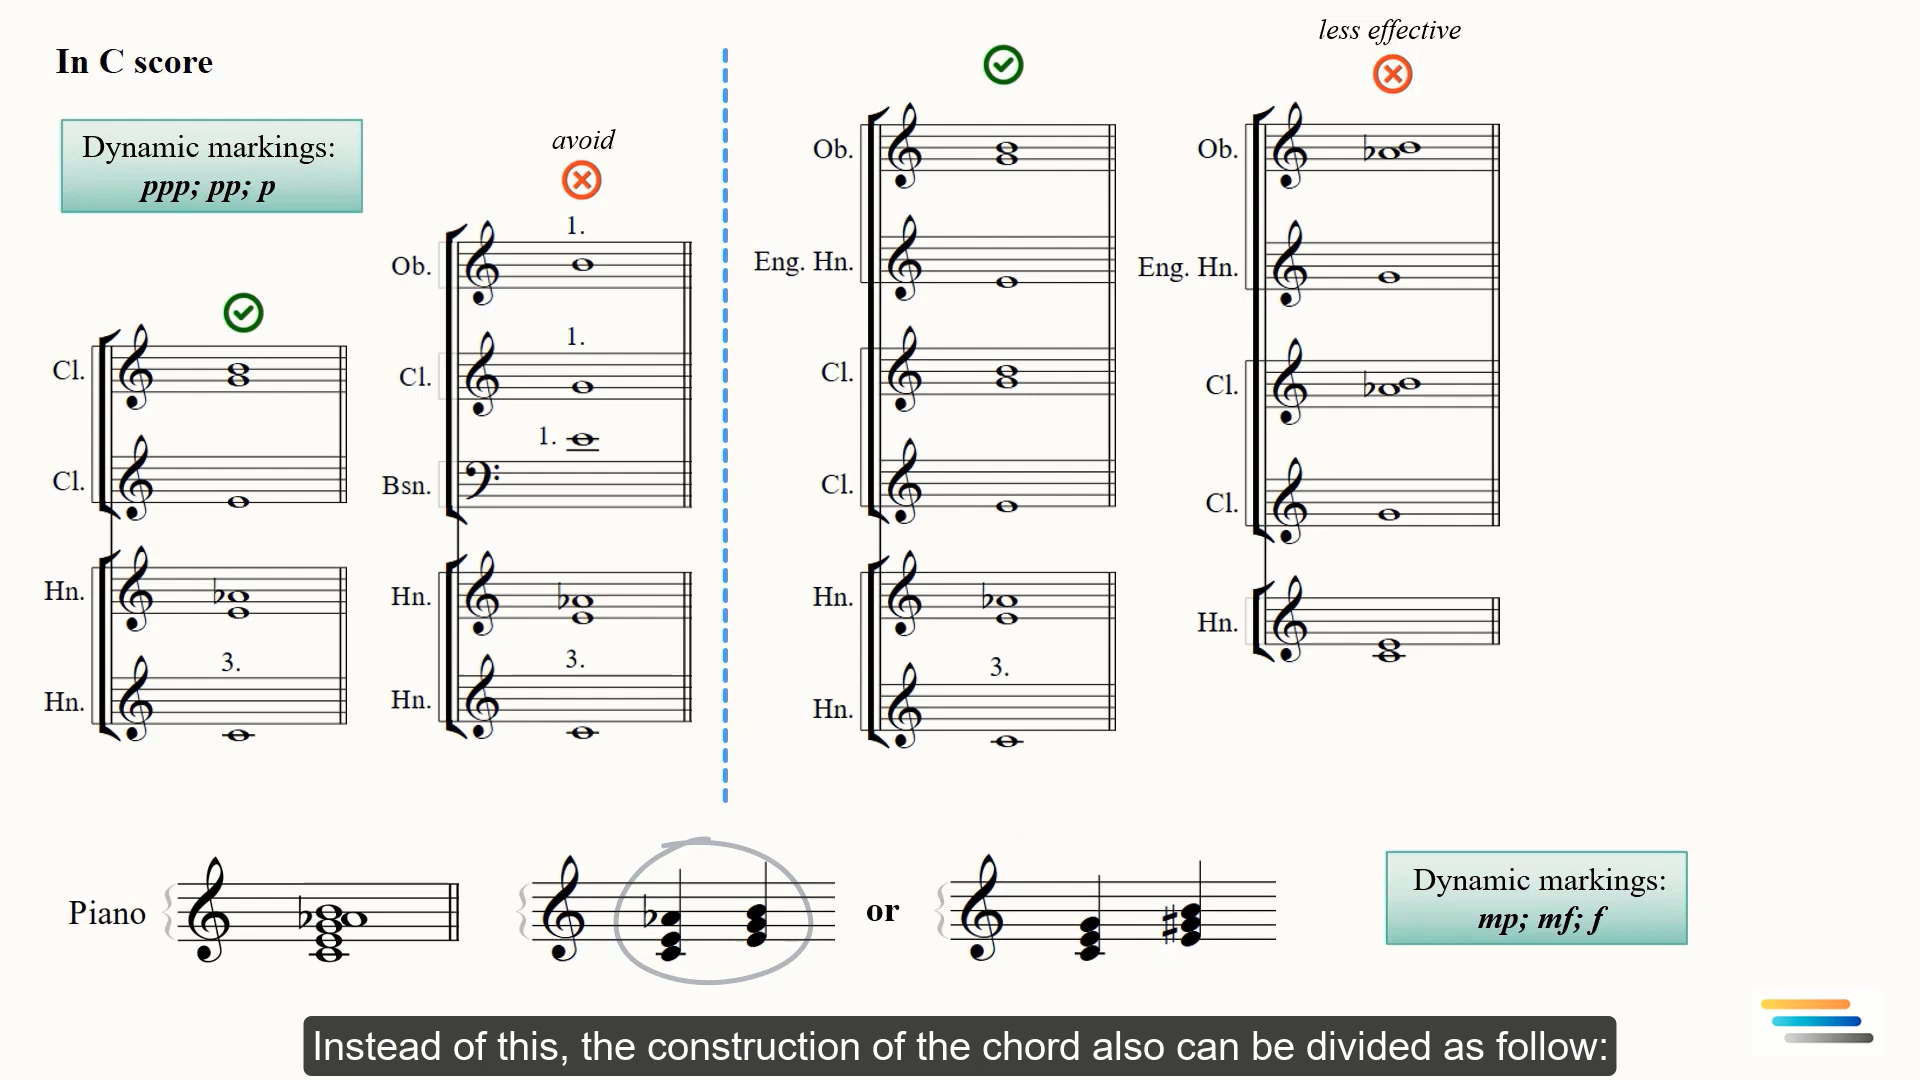 In C score
Dynamic markings:
ppp; pp; p
Cl.
Cl.
Hn.
3.
Hn.
avoid
1.
Ob.
1.
Cl.
1.
Bsn.
Hn.
3.
Hn.
Ob.
Eng. Hn.
Cl.
Cl.
Hn.
3.
Hn.
less effective
Ob.
Eng. Hn.
Cl.
Cl.
Hn.
Piano
or
Dynamic markings:
mp; mf; f
Instead of this, the construction of the chord also can be divided as follow: